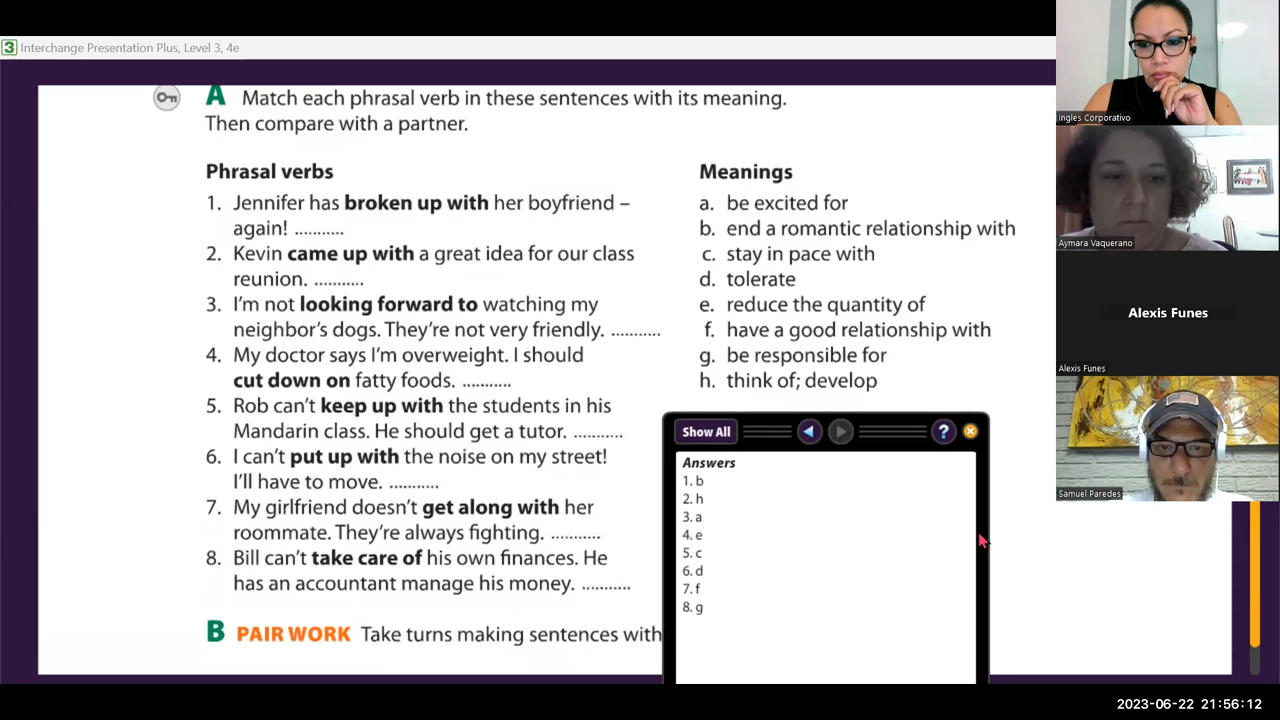 3 Interchange Presentation Plus, Level 3, 4e
A Match each phrasal verb in these sentences with its meaning.
Then compare with a partner.
Phrasal verbs
1. Jennifer has broken up with her boyfriend –
again! ...........
2. Kevin came up with a great idea for our class
reunion. ...........
3. I'm not looking forward to watching my
neighbor's dogs. They're not very friendly. ...........
4. My doctor says I'm overweight. I should
cut down on fatty foods. ...........
5. Rob can't keep up with the students in his
Mandarin class. He should get a tutor. ...........
6. I can't put up with the noise on my street!
I'll have to move. ...........
7. My girlfriend doesn't get along with her
roommate. They're always fighting. ...........
8. Bill can't take care of his own finances. He
has an accountant manage his money. ...........
Meanings
a. be excited for
b. end a romantic relationship with
c. stay in pace with
d. tolerate
e. reduce the quantity of
f. have a good relationship with
g. be responsible for
h. think of; develop
Show All
?
Answers
1. b
2. h
3. a
4. e
5. c
6. d
7. f
8. g
B PAIR WORK Take turns making sentences with
Ingles Corporativo
Aymara Vaquerano
Alexis Funes
Alexis Funes
Samuel Paredes
2023-06-22 21:56:12